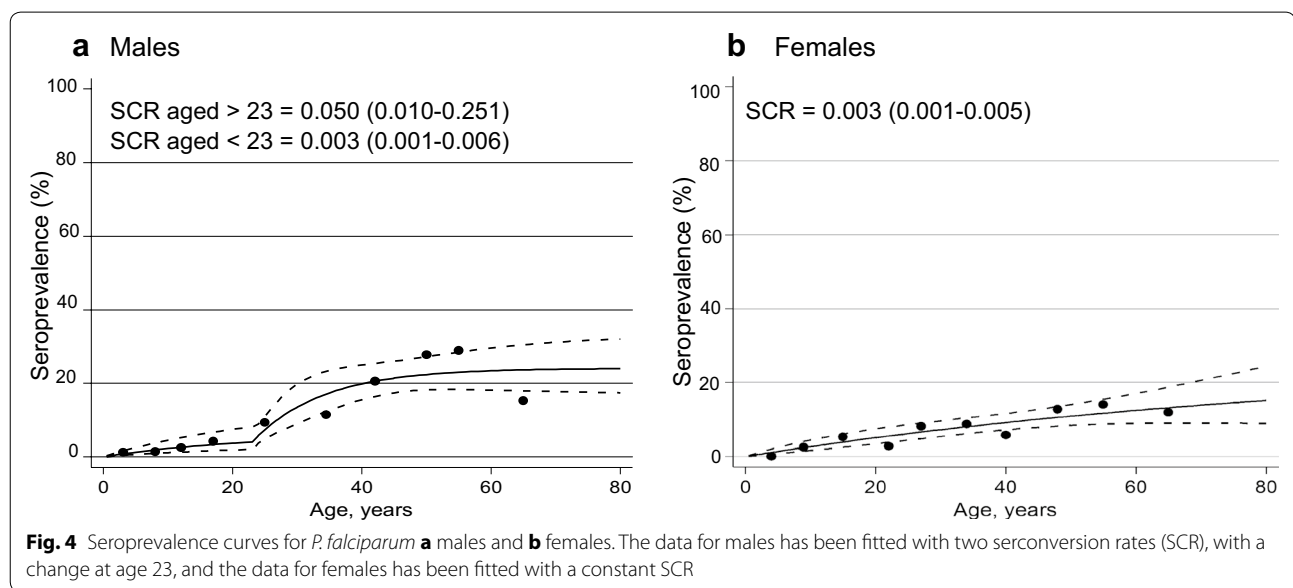 a Males
SCR aged > 23 = 0.050 (0.010-0.251)
SCR aged < 23 = 0.003 (0.001-0.006)
100
80
60
40
20
0
Seroprevalence (%)
0 20 40 60 80
Age, years
b Females
SCR = 0.003 (0.001-0.005)
100
80
60
40
20
0
Seroprevalence (%)
0 20 40 60 80
Age, years
Fig. 4 Seroprevalence curves for P. falciparum a males and b females. The data for males has been fitted with two serconversion rates (SCR), with a
change at age 23, and the data for females has been fitted with a constant SCR